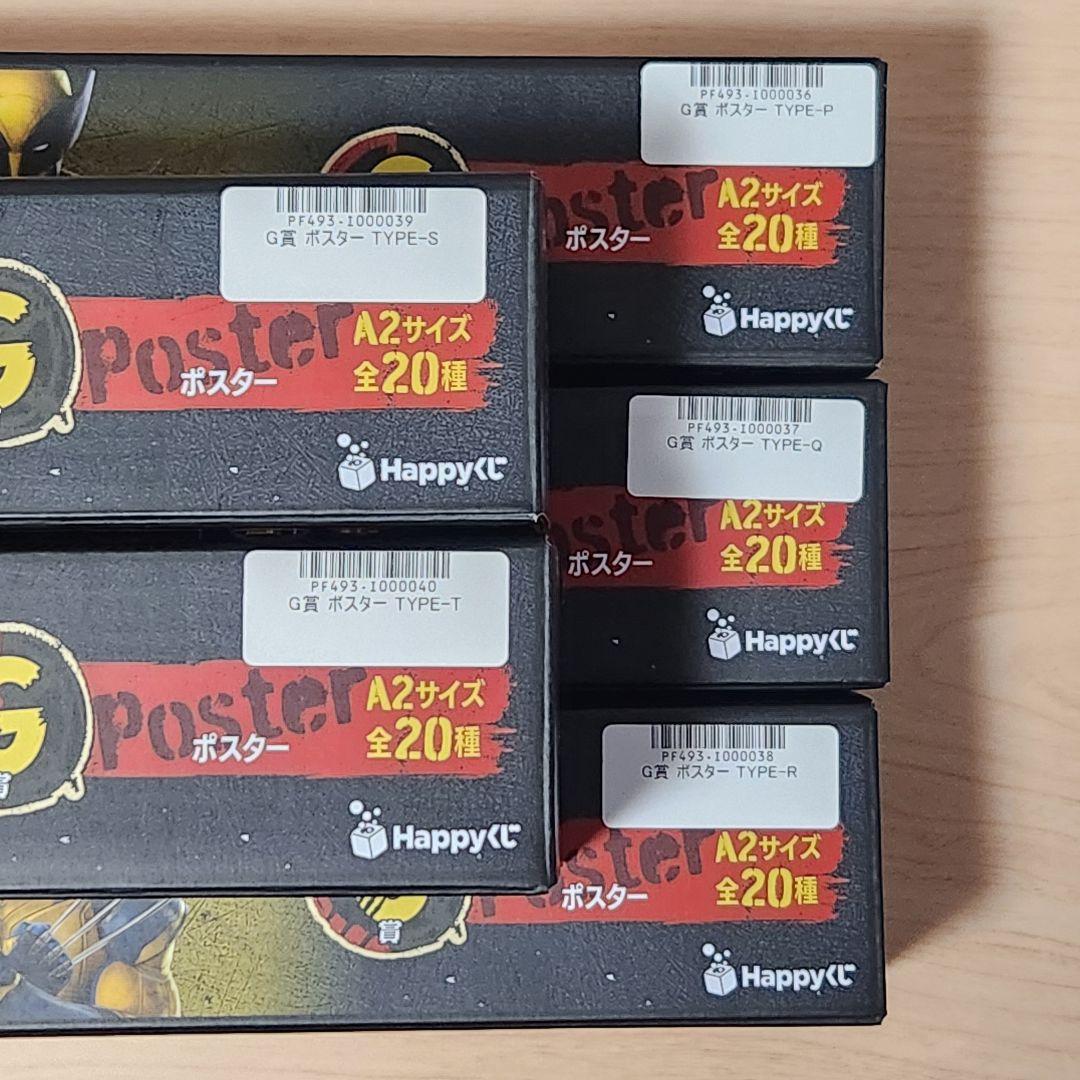 PF493-I000036
G賞 ポスター TYPE-P
oster
ポスター
A2サイズ
全20種
Happyくじ
PF493-I000039
G賞 ポスター TYPE-S
G
Poster
ポスター
A2サイズ
全20種
Happyくじ
PF493-I000037
G賞 ポスター TYPE-Q
ster
ポスター
A2サイズ
全20種
Happyくじ
PF493-I000040
G賞 ポスター TYPE-T
G
賞
Poster
ポスター
A2サイズ
全20種
Happyくじ
PF493-I000038
G賞 ポスター TYPE-R
賞
oster
ポスター
A2サイズ
全20種
Happyくじ